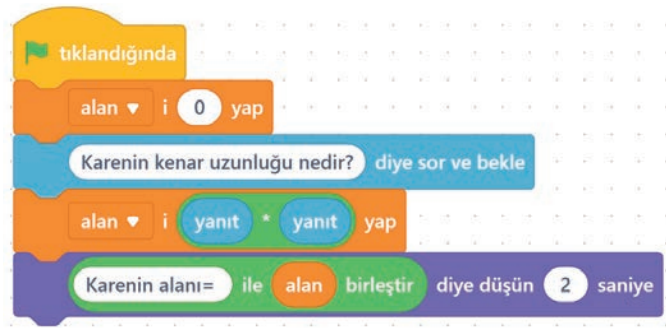 tıklandığında
alan i 0 yap
Karenin kenar uzunluğu nedir? diye sor ve bekle
alan i yanıt * yanıt yap
Karenin alanı= ile alan birleştir diye düşün 2 saniye